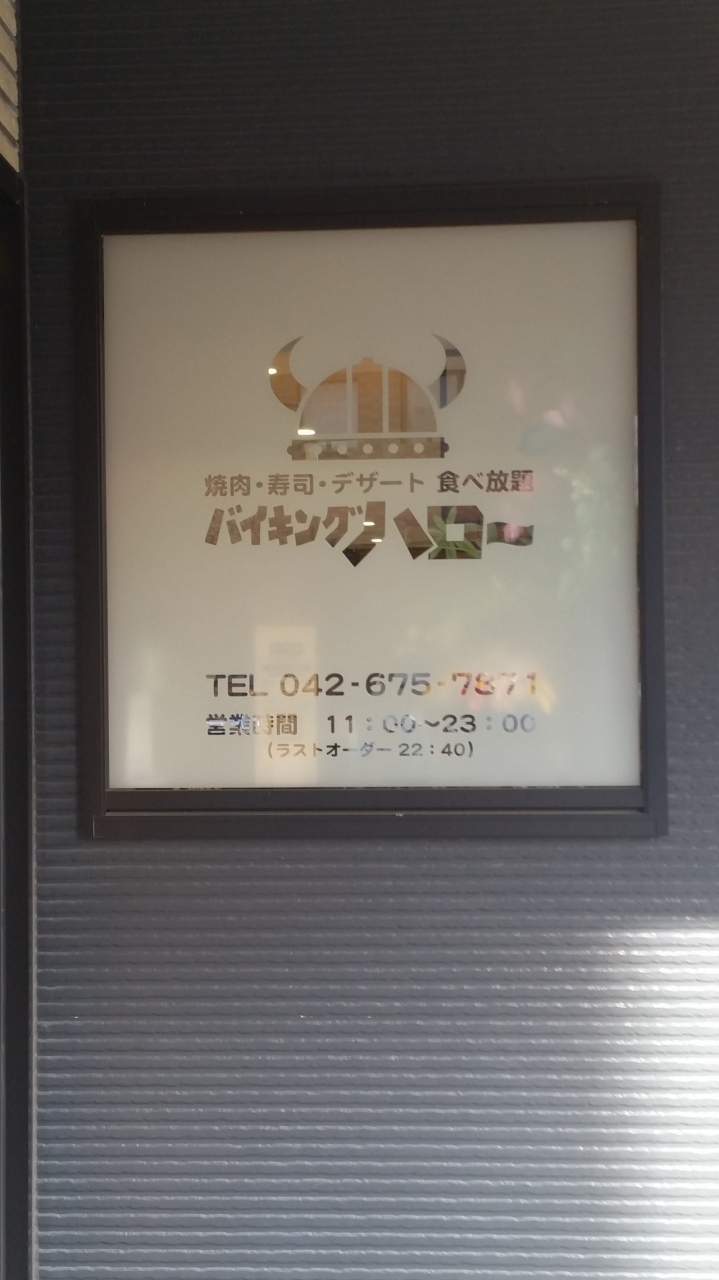 焼肉・寿司・デザート 食べ放題
バイキングハロー
TEL 042-675-7871
営業時間 11：00～23：00
（ラストオーダー 22：40）